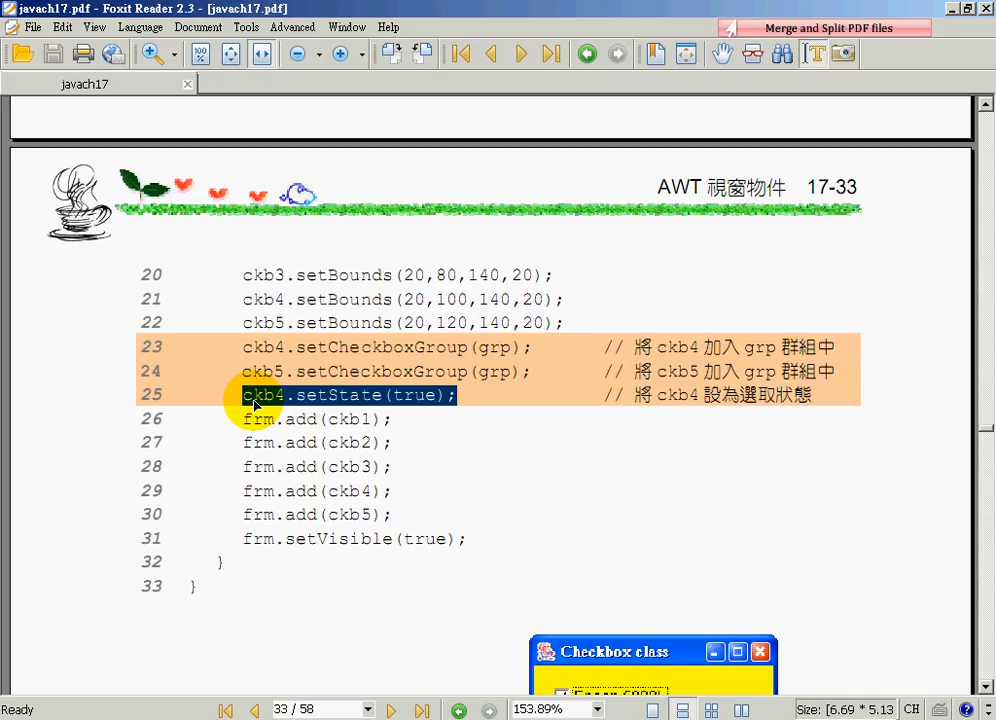 javach17.pdf - Foxit Reader 2.3 - [javach17.pdf]
File Edit View Language Document Tools Advanced Window Help
Merge and Split PDF files
javach17
AWT 視窗物件 17-33
20 ckb3.setBounds(20,80,140,20);
21 ckb4.setBounds(20,100,140,20);
22 ckb5.setBounds(20,120,140,20);
23 ckb4.setCheckboxGroup(grp); // 將 ckb4 加入 grp 群組中
24 ckb5.setCheckboxGroup(grp); // 將 ckb5 加入 grp 群組中
25 ckb4.setState(true); // 將 ckb4 設為選取狀態
26 frm.add(ckb1);
27 frm.add(ckb2);
28 frm.add(ckb3);
29 frm.add(ckb4);
30 frm.add(ckb5);
31 frm.setVisible(true);
32 }
33 }
Checkbox class
Ready 33 / 58 153.89% Size: [6.69 * 5.13 CH